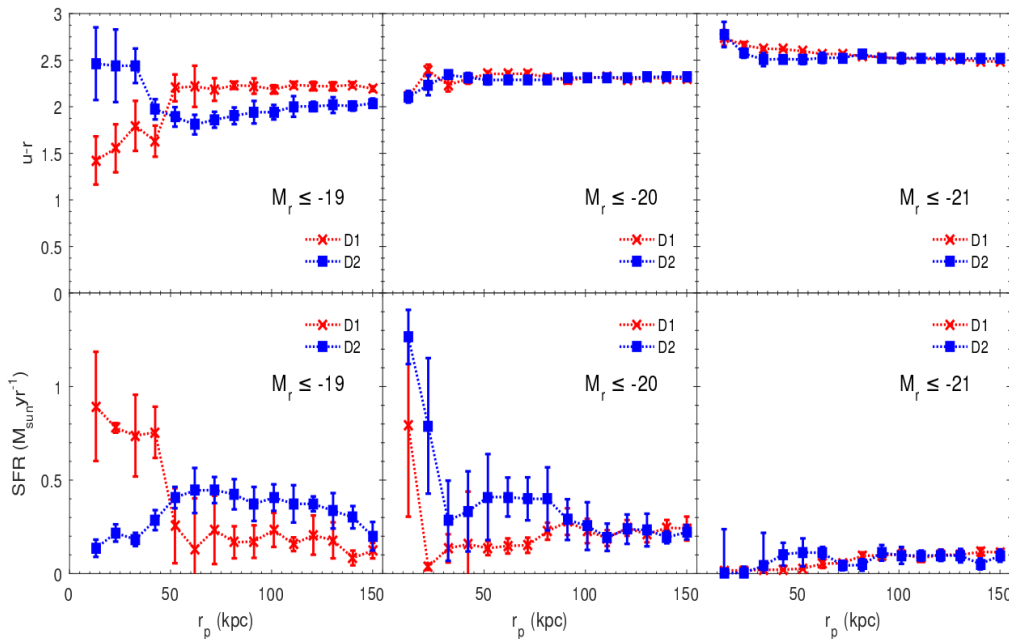 3
2.5
2
1.5
1
0.5
0
u-r
M_r ≤ -19
D1
D2
M_r ≤ -20
D1
D2
M_r ≤ -21
D1
D2
1
0.5
0
SFR (M_sun yr^-1)
D1
D2
M_r ≤ -19
D1
D2
M_r ≤ -20
D1
D2
M_r ≤ -21
0 50 100 150 50 100 150 50 100 150
r_p (kpc) r_p (kpc) r_p (kpc)